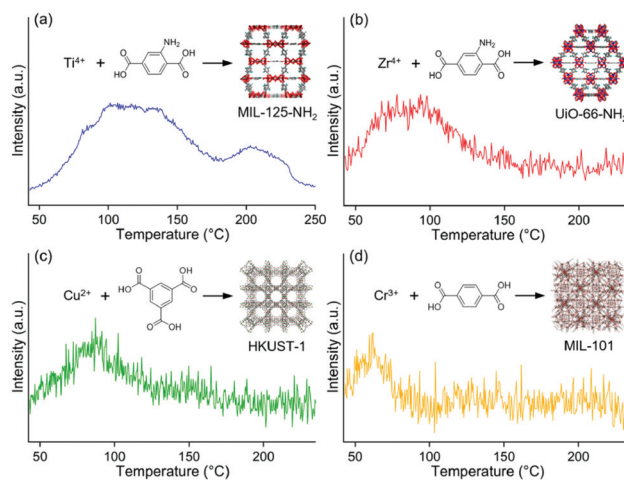 (a)
Ti4+ +
NH2
O
OH
HO
O
MIL-125-NH2
Intensity (a.u.)
50 100 150 200 250
Temperature (°C)
(b)
Zr4+ +
NH2
O
OH
HO
O
UiO-66-NH2
Intensity (a.u.)
50 100 150 200
Temperature (°C)
(c)
Cu2+ +
O
OH
HO
O
O
OH
HKUST-1
Intensity (a.u.)
50 100 150 200
Temperature (°C)
(d)
Cr3+ +
O
OH
HO
O
MIL-101
Intensity (a.u.)
50 100 150 200
Temperature (°C)